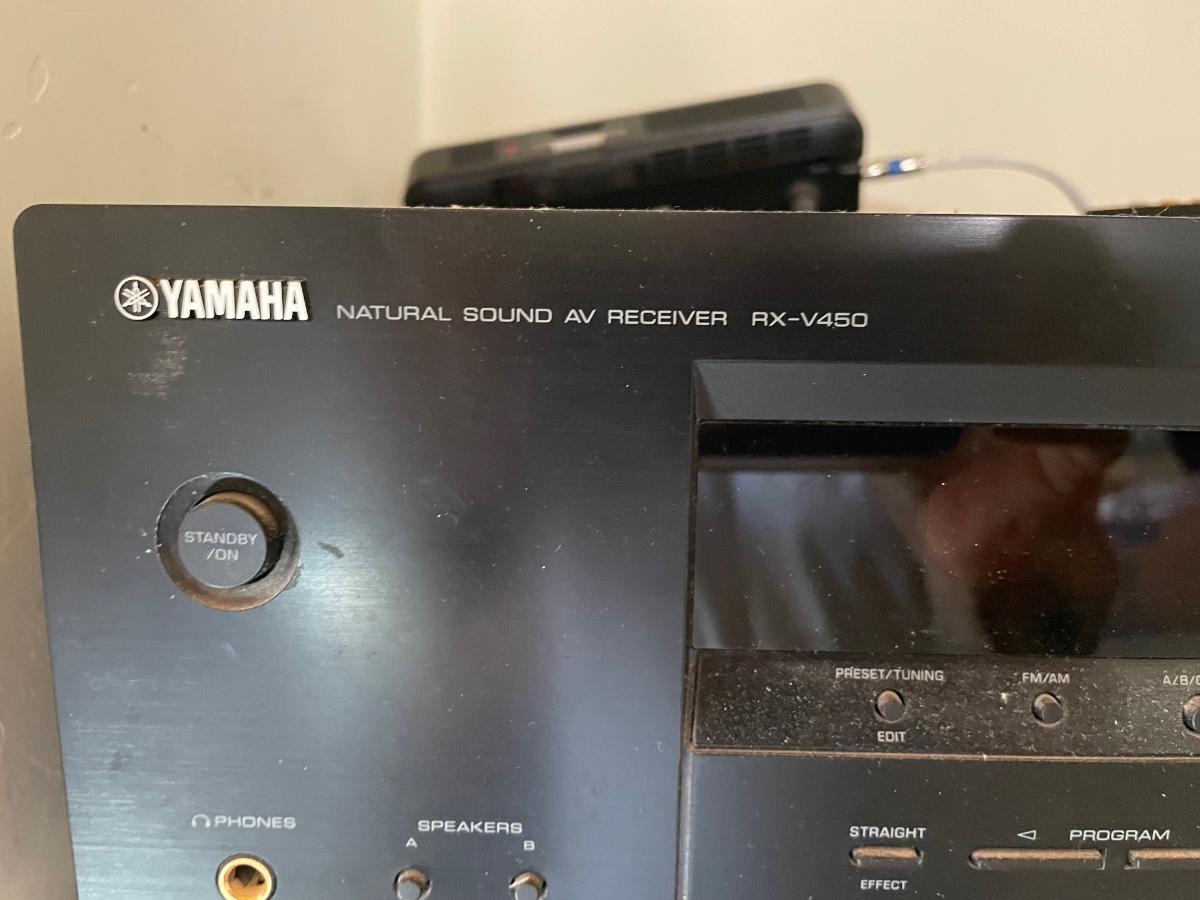 YAMAHA NATURAL SOUND AV RECEIVER RX-V450
STANDBY
/ON
PRESET/TUNING FM/AM
EDIT
PHONES SPEAKERS
A B
STRAIGHT PROGRAM
EFFECT